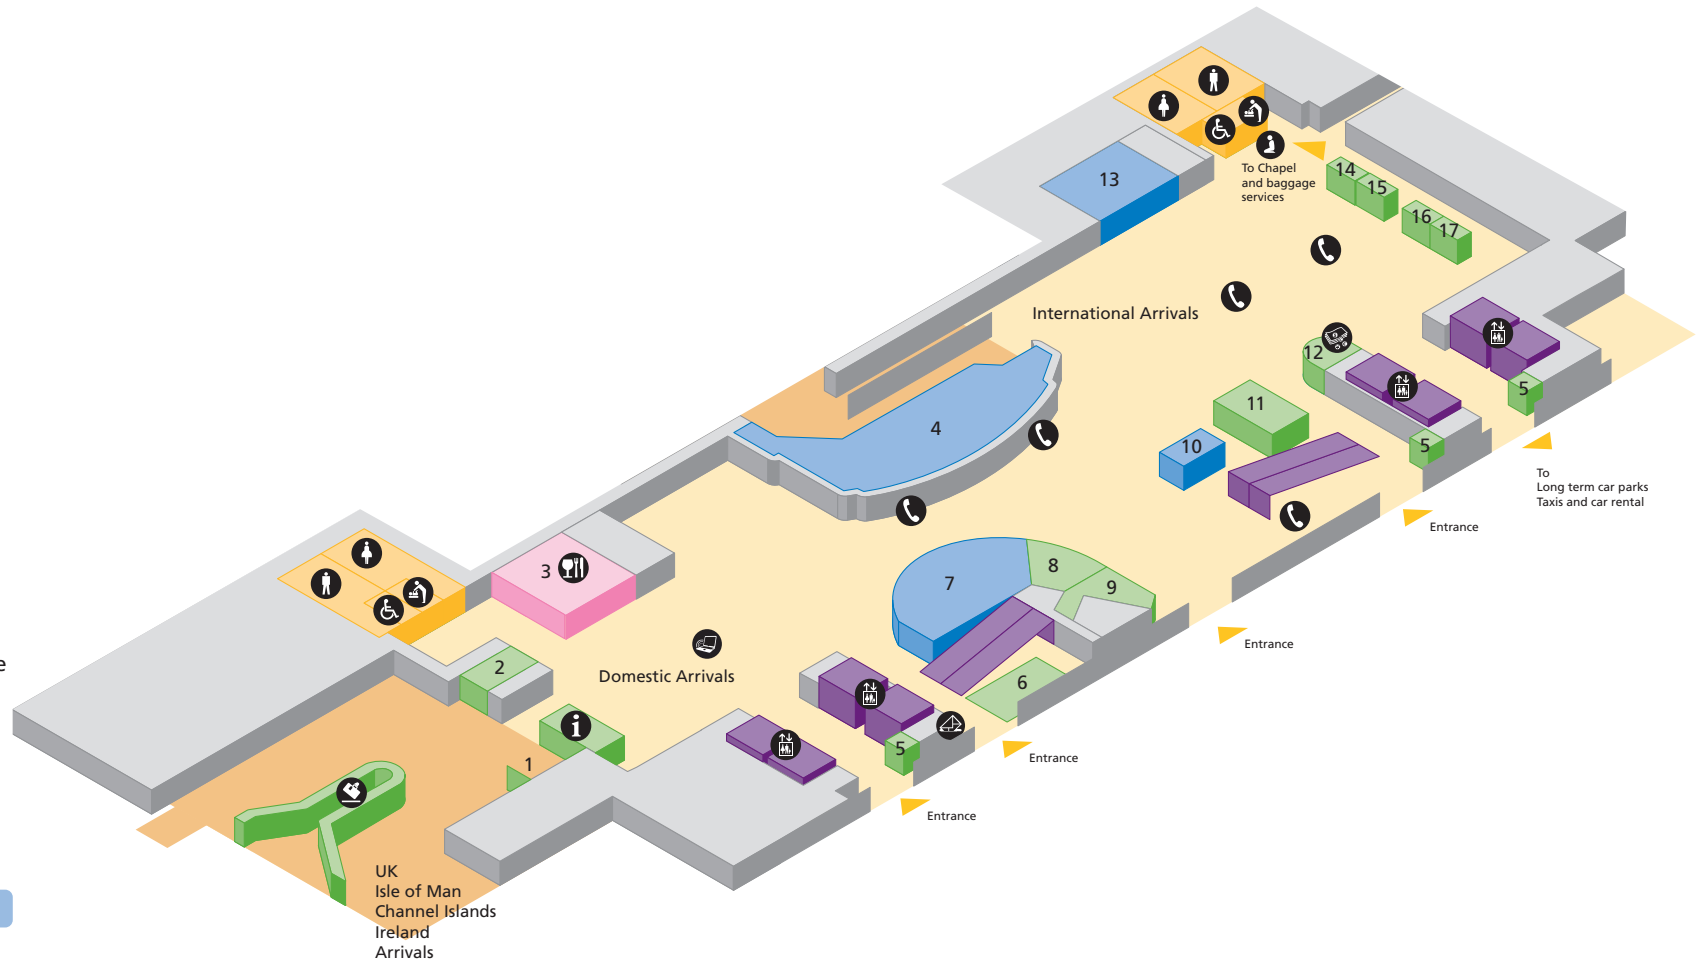 14
15
To Chapel
and baggage
services
13
16
17
International Arrivals
12
5
11
4
10
5
To
Long term car parks
Taxis and car rental
Entrance
3
8
7
9
Entrance
e
2
Domestic Arrivals
6
i
1
5
Entrance
Entrance
UK
Isle of Man
Channel Islands
Ireland
Arrivals